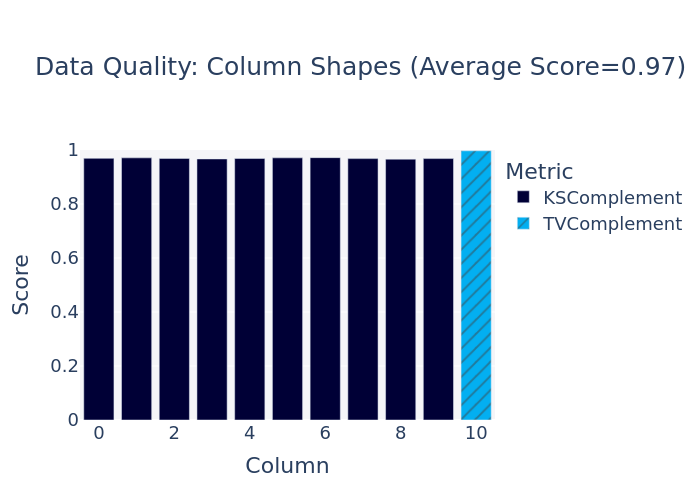 Data Quality: Column Shapes (Average Score=0.97)
1
0.8
0.6
0.4
0.2
0
Score
0 2 4 6 8 10
Column
Metric
KSComplement
TVComplement